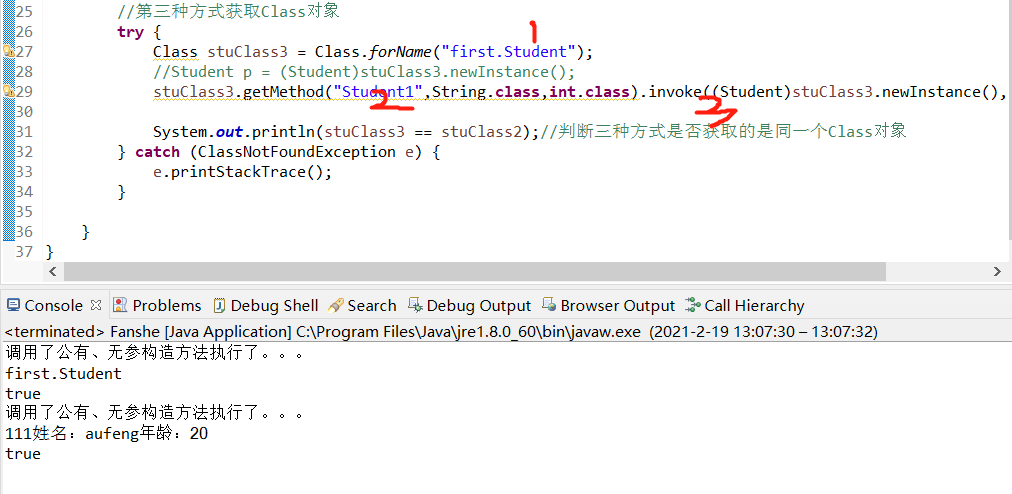 25 //第三种方式获取Class对象
26 try {
1
27 Class stuClass3 = Class.forName("first.Student");
28 //Student p = (Student)stuClass3.newInstance();
29 stuClass3.getMethod("Student1",String.class,int.class).invoke((Student)stuClass3.newInstance(),
2 3
30
31 System.out.println(stuClass3 == stuClass2);//判断三种方式是否获取的是同一个Class对象
32 } catch (ClassNotFoundException e) {
33 e.printStackTrace();
34 }
35
36 }
37 }
Console Problems Debug Shell Search Debug Output Browser Output Call Hierarchy
<terminated> Fanshe [Java Application] C:\Program Files\Java\jre1.8.0_60\bin\javaw.exe (2021-2-19 13:07:30 – 13:07:32)
调用了公有、无参构造方法执行了。。。
first.Student
true
调用了公有、无参构造方法执行了。。。
111姓名：aufeng年龄：20
true